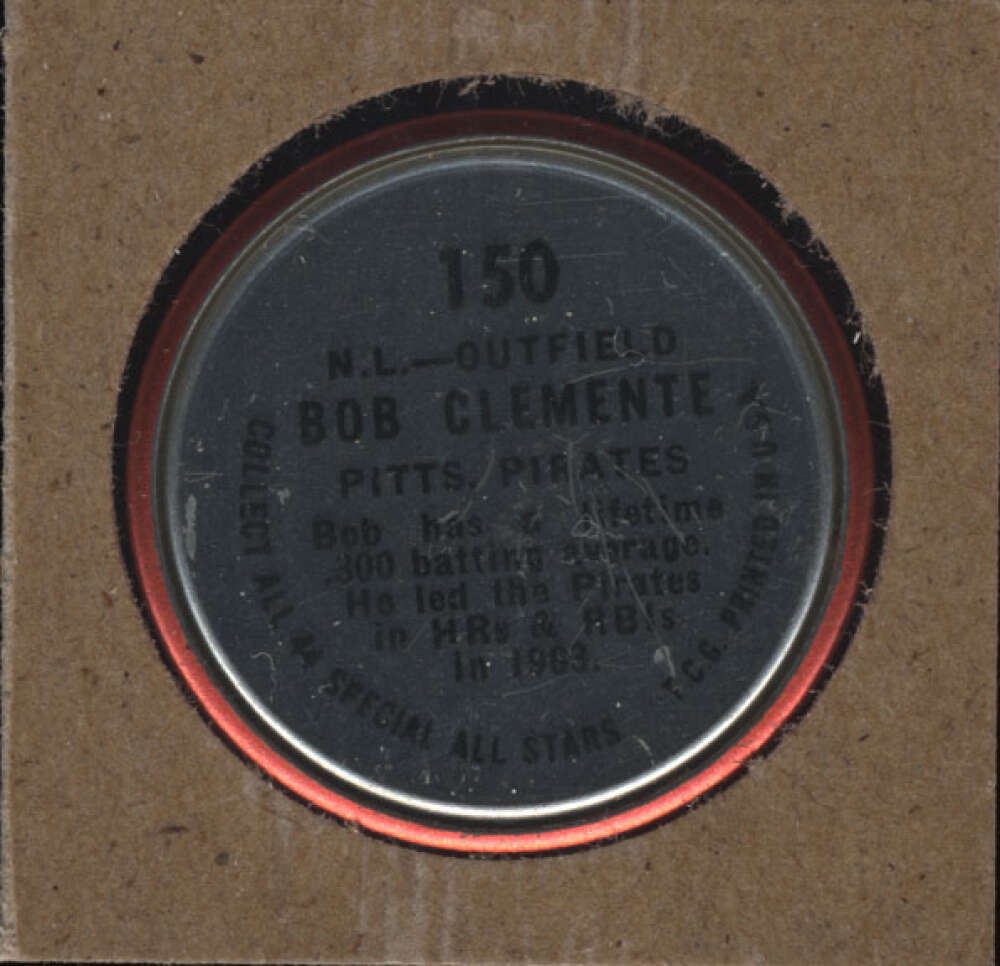 150
N.L.—OUTFIELD
BOB CLEMENTE
PITTS. PIRATES
Bob has a lifetime
.300 batting average.
He led the Pirates
in HRs & RBIs
in 1963.
COLLECT ALL 44 SPECIAL ALL STARS
T.C.G. PRINTED IN U.S.A.